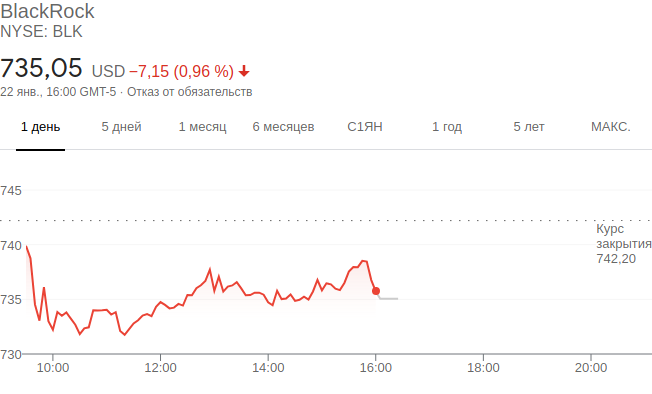 BlackRock
NYSE: BLK
735,05 USD −7,15 (0,96 %)
22 янв., 16:00 GMT-5 · Отказ от обязательств
1 день 5 дней 1 месяц 6 месяцев С1ЯН 1 год 5 лет МАКС.
745
Курс
закрытия
742,20
740
735
730
10:00 12:00 14:00 16:00 18:00 20:00